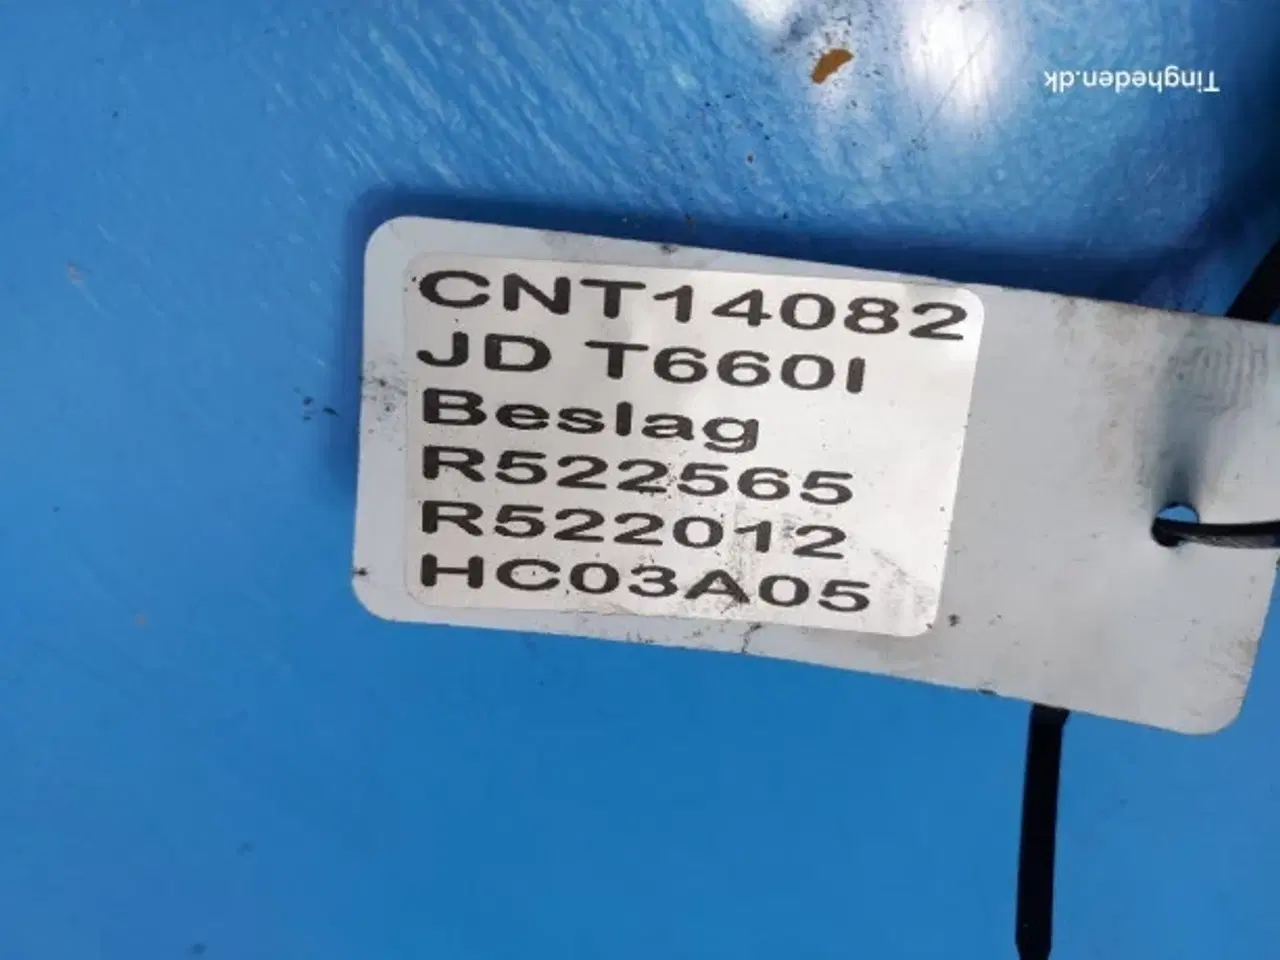 Tingheden.dk
CNT14082
JD T660I
Beslag
R522565
R522012
HC03A05